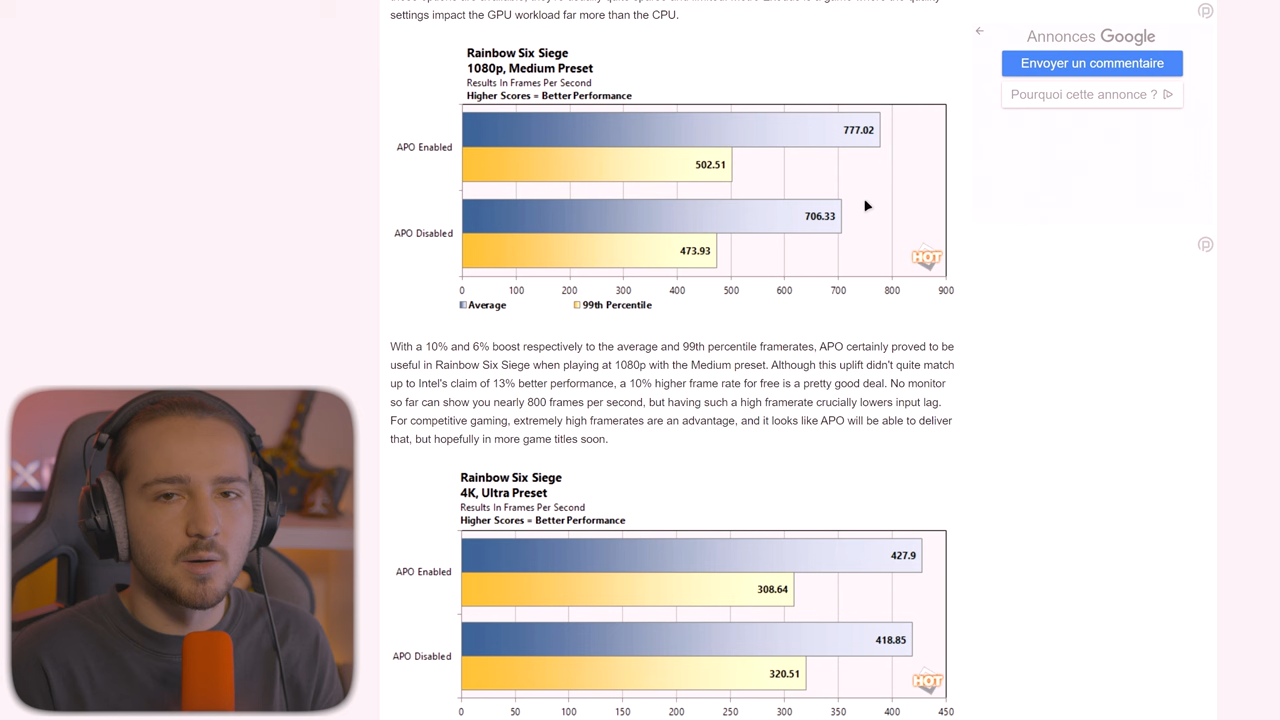 settings impact the GPU workload far more than the CPU.
Annonces Google
Envoyer un commentaire
Pourquoi cette annonce ?
Rainbow Six Siege
1080p, Medium Preset
Results In Frames Per Second
Higher Scores = Better Performance
APO Enabled
777.02
502.51
APO Disabled
706.33
473.93
HOT
0 100 200 300 400 500 600 700 800 900
Average 99th Percentile
With a 10% and 6% boost respectively to the average and 99th percentile framerates, APO certainly proved to be
useful in Rainbow Six Siege when playing at 1080p with the Medium preset. Although this uplift didn't quite match
up to Intel's claim of 13% better performance, a 10% higher frame rate for free is a pretty good deal. No monitor
so far can show you nearly 800 frames per second, but having such a high framerate crucially lowers input lag.
For competitive gaming, extremely high framerates are an advantage, and it looks like APO will be able to deliver
that, but hopefully in more game titles soon.
Rainbow Six Siege
4K, Ultra Preset
Results In Frames Per Second
Higher Scores = Better Performance
APO Enabled
427.9
308.64
APO Disabled
418.85
320.51
HOT
0 50 100 150 200 250 300 350 400 450